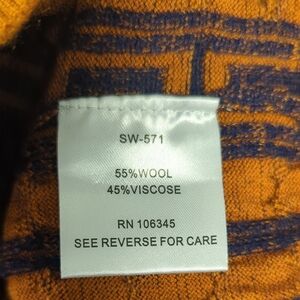 SW-571
55%WOOL
45%VISCOSE
RN 106345
SEE REVERSE FOR CARE